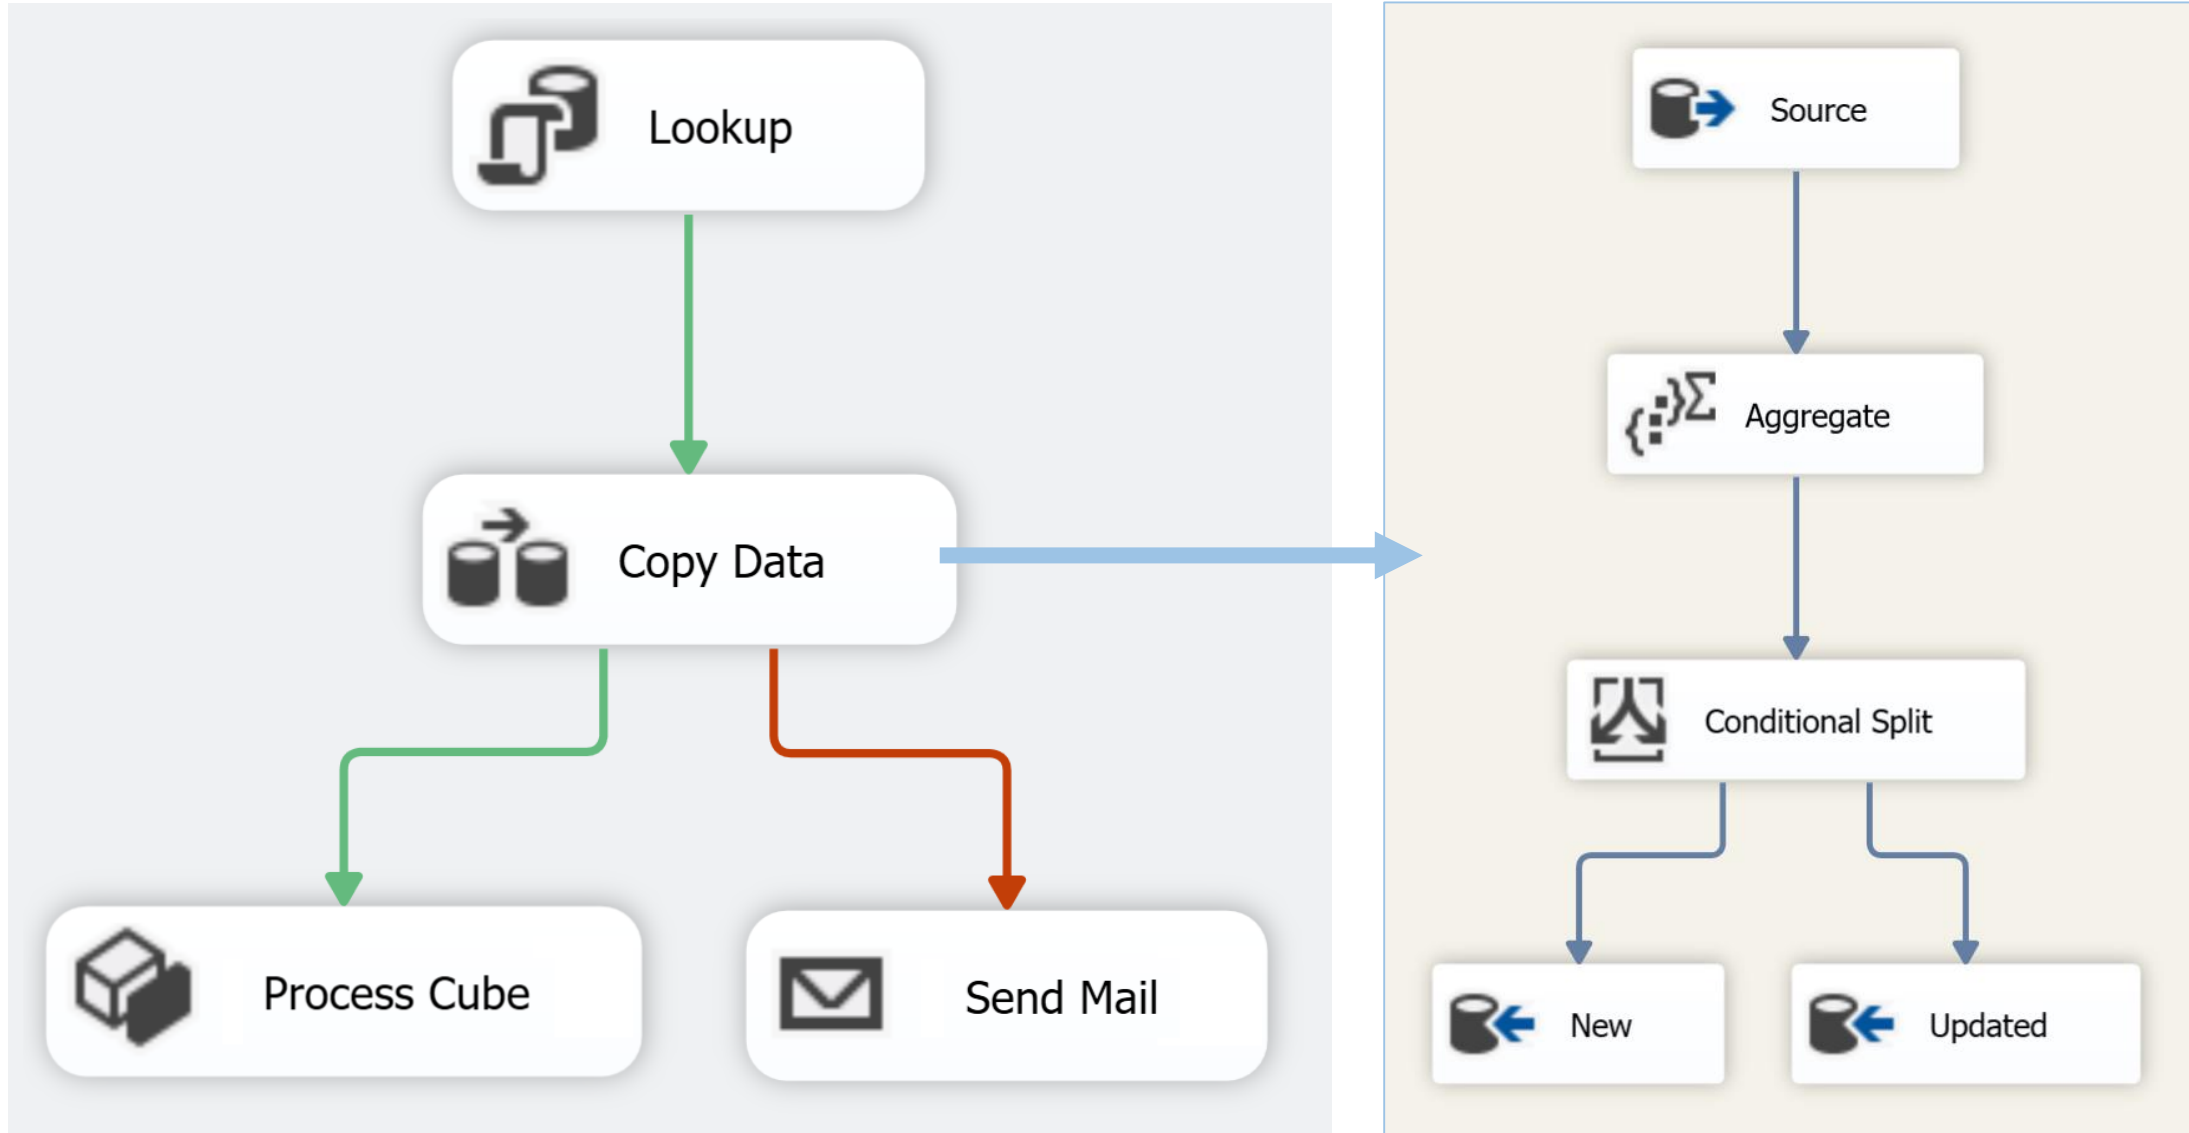 Lookup
Copy Data
Process Cube
Send Mail
Source
Aggregate
Conditional Split
New
Updated